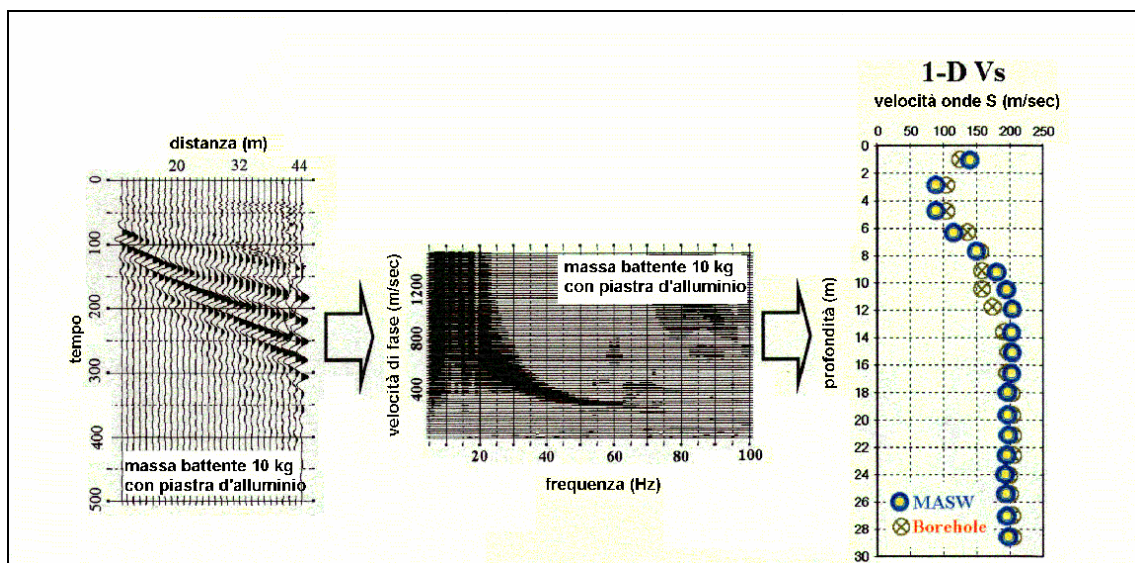 distanza (m)
20 32 44
tempo
0
100
200
300
400
500
massa battente 10 kg
con piastra d'alluminio
velocità di fase (m/sec)
1200
800
400
massa battente 10 kg
con piastra d'alluminio
20 40 60 80 100
frequenza (Hz)
1-D Vs
velocità onde S (m/sec)
0 50 100 150 200 250
profondità (m)
0
2
4
6
8
10
12
14
16
18
20
22
24
26
28
30
MASW
Borehole